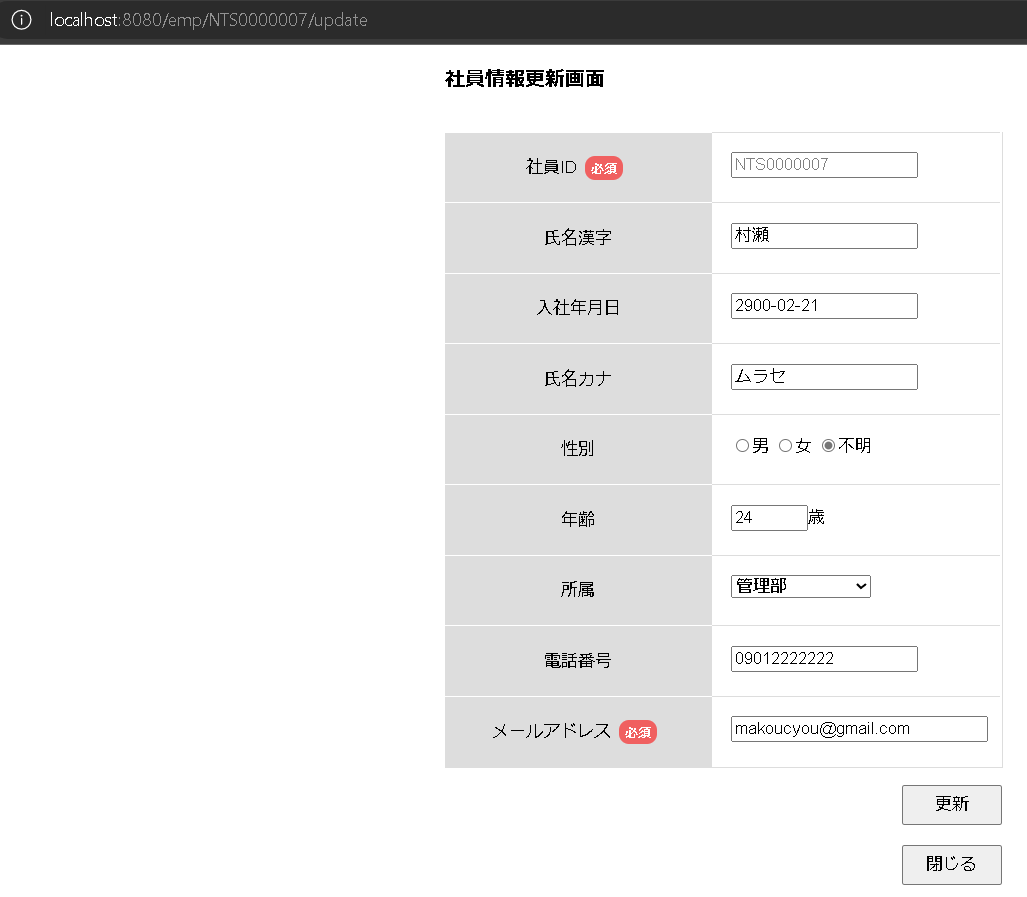 localhost:8080/emp/NTS0000007/update
社員情報更新画面
社員ID 必須 NTS0000007
氏名漢字 村瀬
入社年月日 2900-02-21
氏名カナ ムラセ
性別 男 女 不明
年齢 24 歳
所属 管理部
電話番号 09012222222
メールアドレス 必須 makoucyou@gmail.com
更新
閉じる